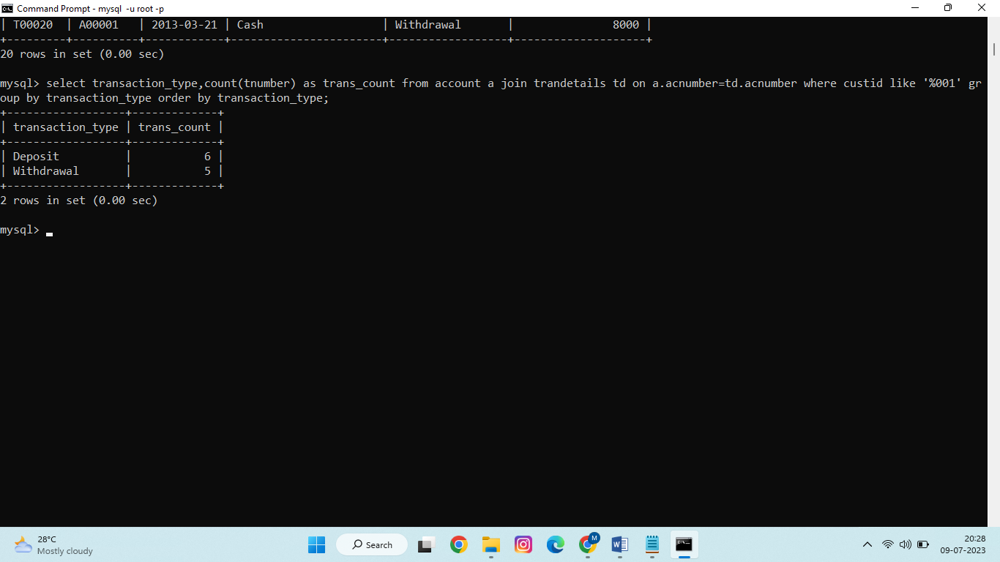 Command Prompt - mysql -u root -p
| T00020 | A00001 | 2013-03-21 | Cash | Withdrawal | 8000 |
+---------+----------+------------+-----------------------+------------------+--------------------+
20 rows in set (0.00 sec)
mysql> select transaction_type,count(tnumber) as trans_count from account a join trandetails td on a.acnumber=td.acnumber where custid like '%001' gr
oup by transaction_type order by transaction_type;
+------------------+-------------+
| transaction_type | trans_count |
+------------------+-------------+
| Deposit | 6 |
| Withdrawal | 5 |
+------------------+-------------+
2 rows in set (0.00 sec)
mysql>
28°C
Mostly cloudy
Search
M
20:28
09-07-2023